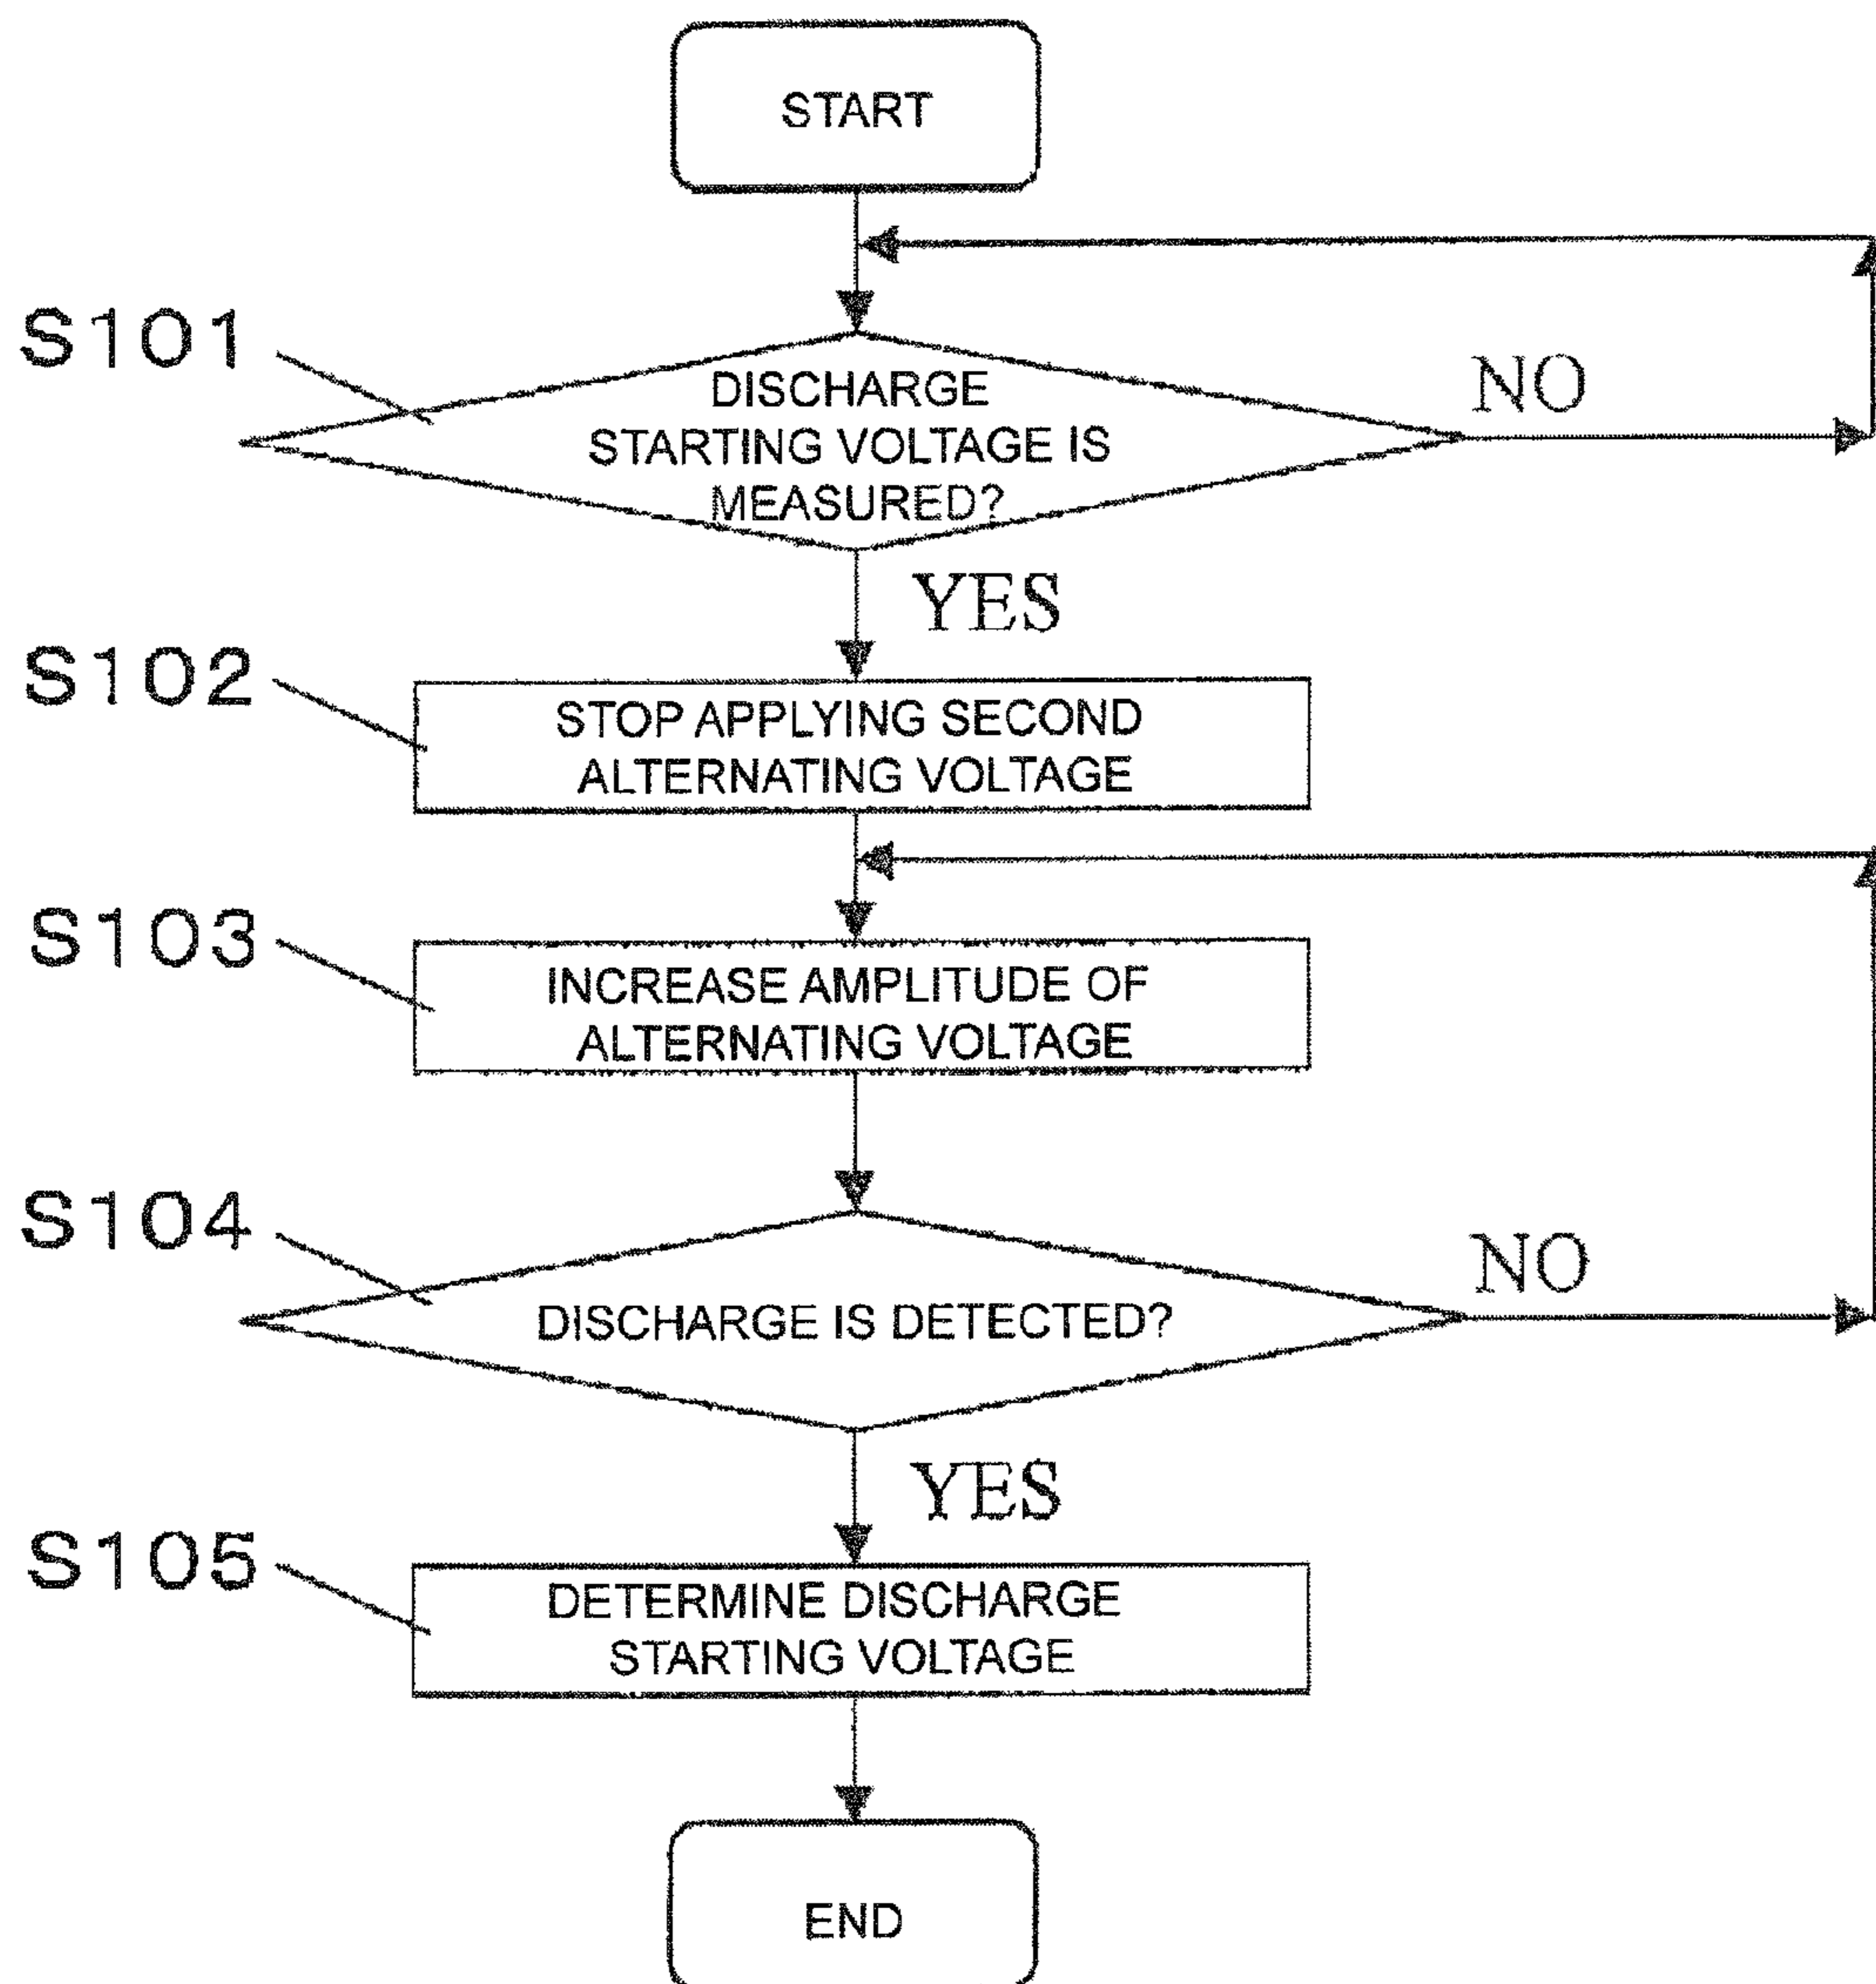 START
S101
DISCHARGE
STARTING VOLTAGE IS
MEASURED?
NO
YES
S102
STOP APPLYING SECOND
ALTERNATING VOLTAGE
S103
INCREASE AMPLITUDE OF
ALTERNATING VOLTAGE
S104
DISCHARGE IS DETECTED?
NO
YES
S105
DETERMINE DISCHARGE
STARTING VOLTAGE
END